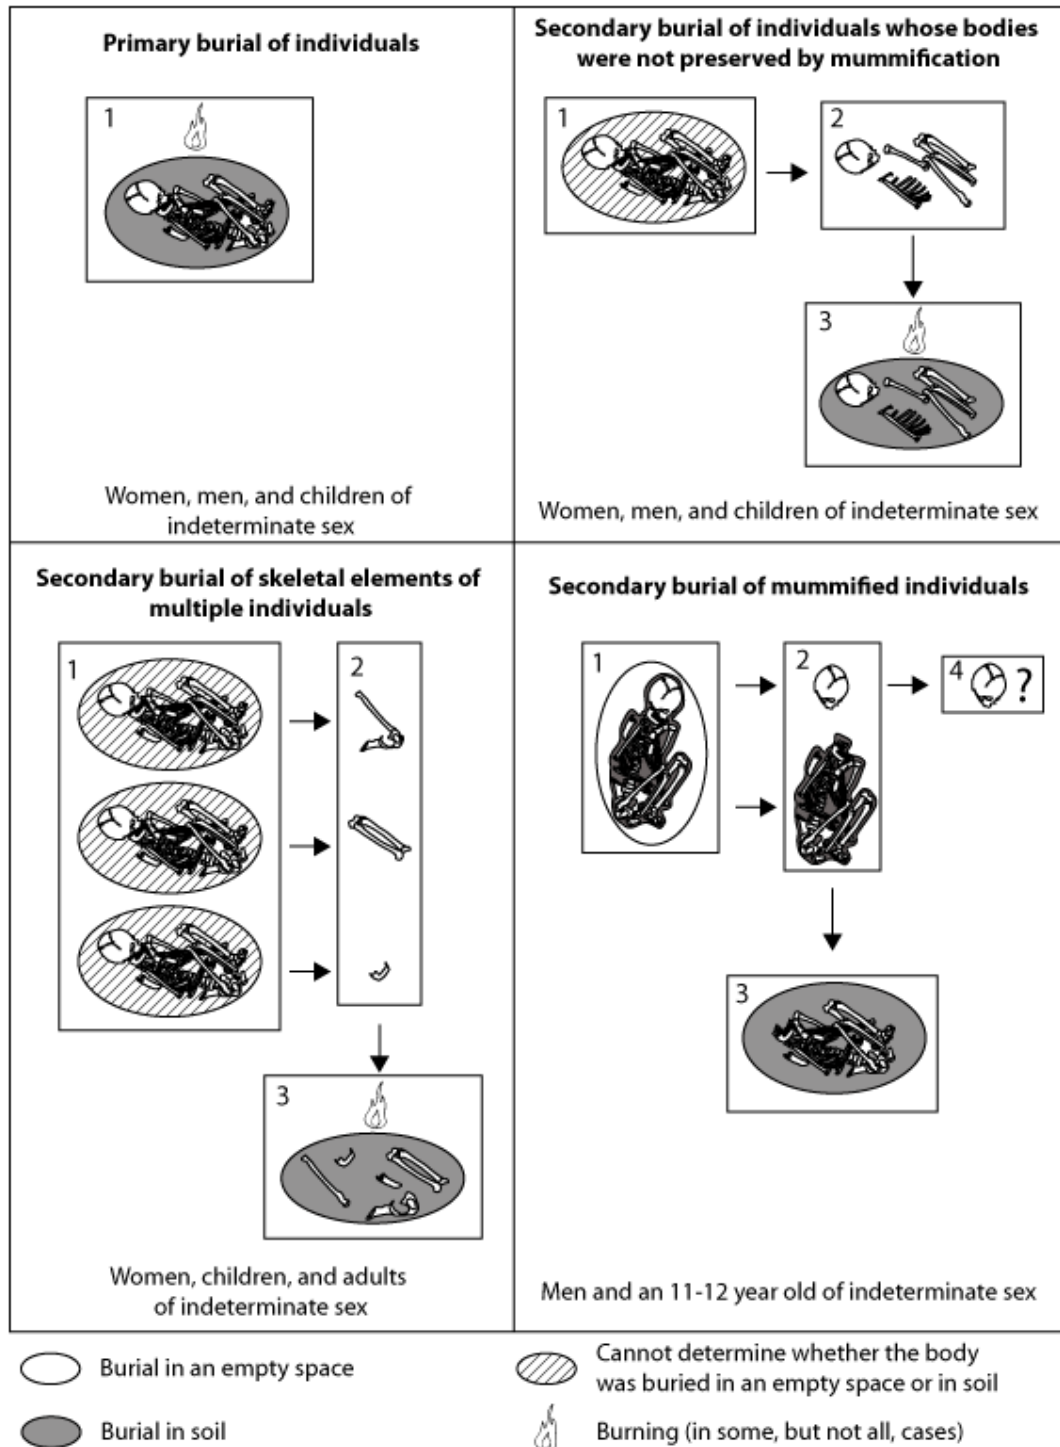 Primary burial of individuals
1
Women, men, and children of
indeterminate sex
Secondary burial of individuals whose bodies
were not preserved by mummification
1
2
3
Women, men, and children of indeterminate sex
Secondary burial of skeletal elements of
multiple individuals
1
2
3
Women, children, and adults
of indeterminate sex
Secondary burial of mummified individuals
1
2
4 ?
3
Men and an 11-12 year old of indeterminate sex
Burial in an empty space
Cannot determine whether the body
was buried in an empty space or in soil
Burial in soil
Burning (in some, but not all, cases)